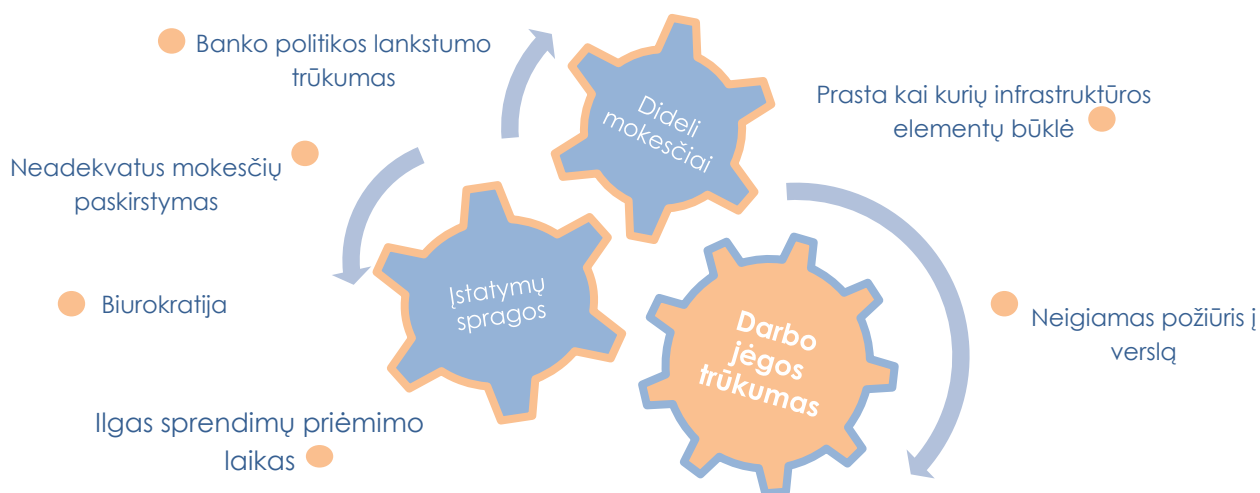 Banko politikos lankstumo
trūkumas
Dideli
mokesčiai
Prasta kai kurių infrastruktūros
elementų būklė
Neadekvatus mokesčių
paskirstymas
Įstatymų
spragos
Biurokratija
Darbo
jėgos
trūkumas
Neigiamas požiūris į
verslą
Ilgas sprendimų priėmimo
laikas